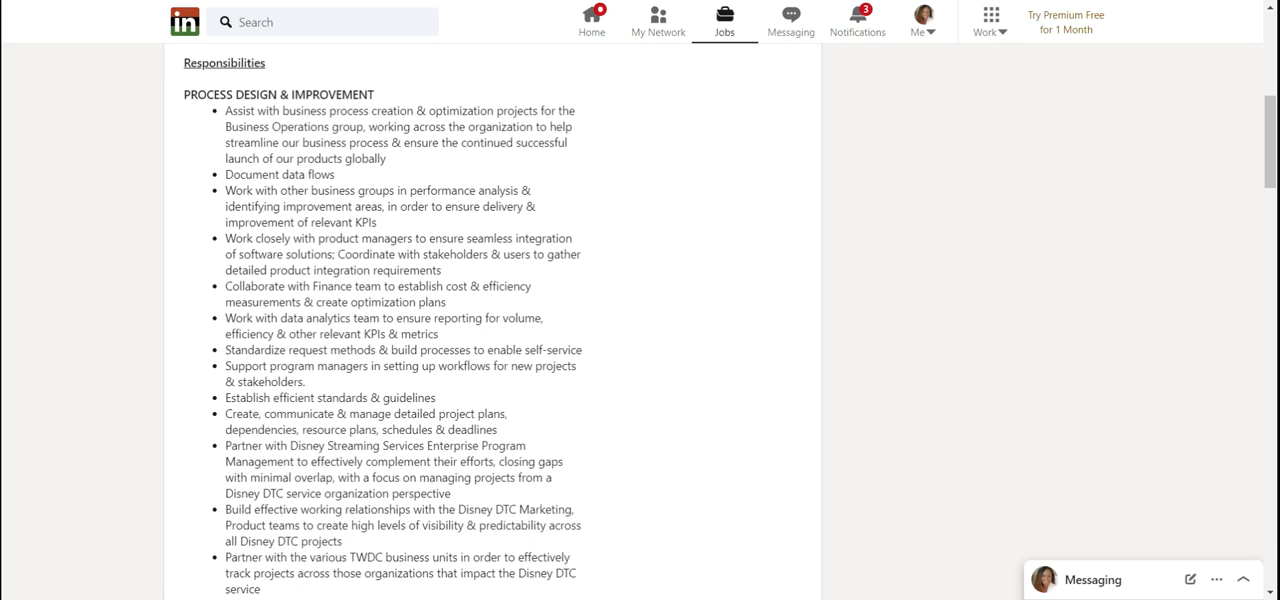 in
Search
Home
My Network
Jobs
Messaging
3
Notifications
Me
Work
Try Premium Free
for 1 Month
Responsibilities
PROCESS DESIGN & IMPROVEMENT
Assist with business process creation & optimization projects for the
Business Operations group, working across the organization to help
streamline our business process & ensure the continued successful
launch of our products globally
Document data flows
Work with other business groups in performance analysis &
identifying improvement areas, in order to ensure delivery &
improvement of relevant KPIs
Work closely with product managers to ensure seamless integration
of software solutions; Coordinate with stakeholders & users to gather
detailed product integration requirements
Collaborate with Finance team to establish cost & efficiency
measurements & create optimization plans
Work with data analytics team to ensure reporting for volume,
efficiency & other relevant KPIs & metrics
Standardize request methods & build processes to enable self-service
Support program managers in setting up workflows for new projects
& stakeholders.
Establish efficient standards & guidelines
Create, communicate & manage detailed project plans,
dependencies, resource plans, schedules & deadlines
Partner with Disney Streaming Services Enterprise Program
Management to effectively complement their efforts, closing gaps
with minimal overlap, with a focus on managing projects from a
Disney DTC service organization perspective
Build effective working relationships with the Disney DTC Marketing,
Product teams to create high levels of visibility & predictability across
all Disney DTC projects
Partner with the various TWDC business units in order to effectively
track projects across those organizations that impact the Disney DTC
service
Messaging